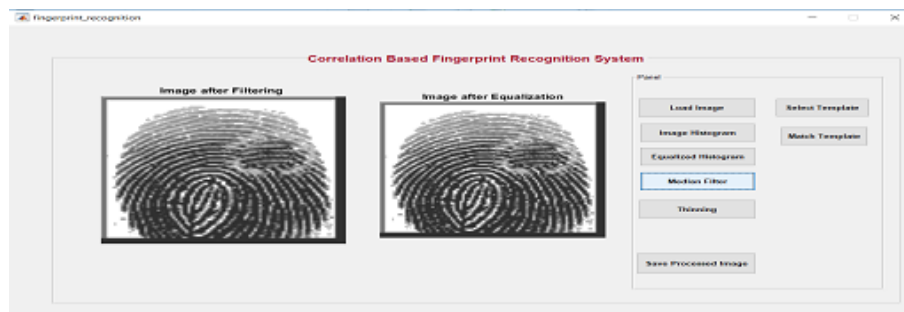 fingerprint_recognition
Correlation Based Fingerprint Recognition System
Image after Filtering
Image after Equalization
Panel
Load Image
Select Template
Image Histogram
Match Template
Equalized Histogram
Median Filter
Thinning
Save Processed Image